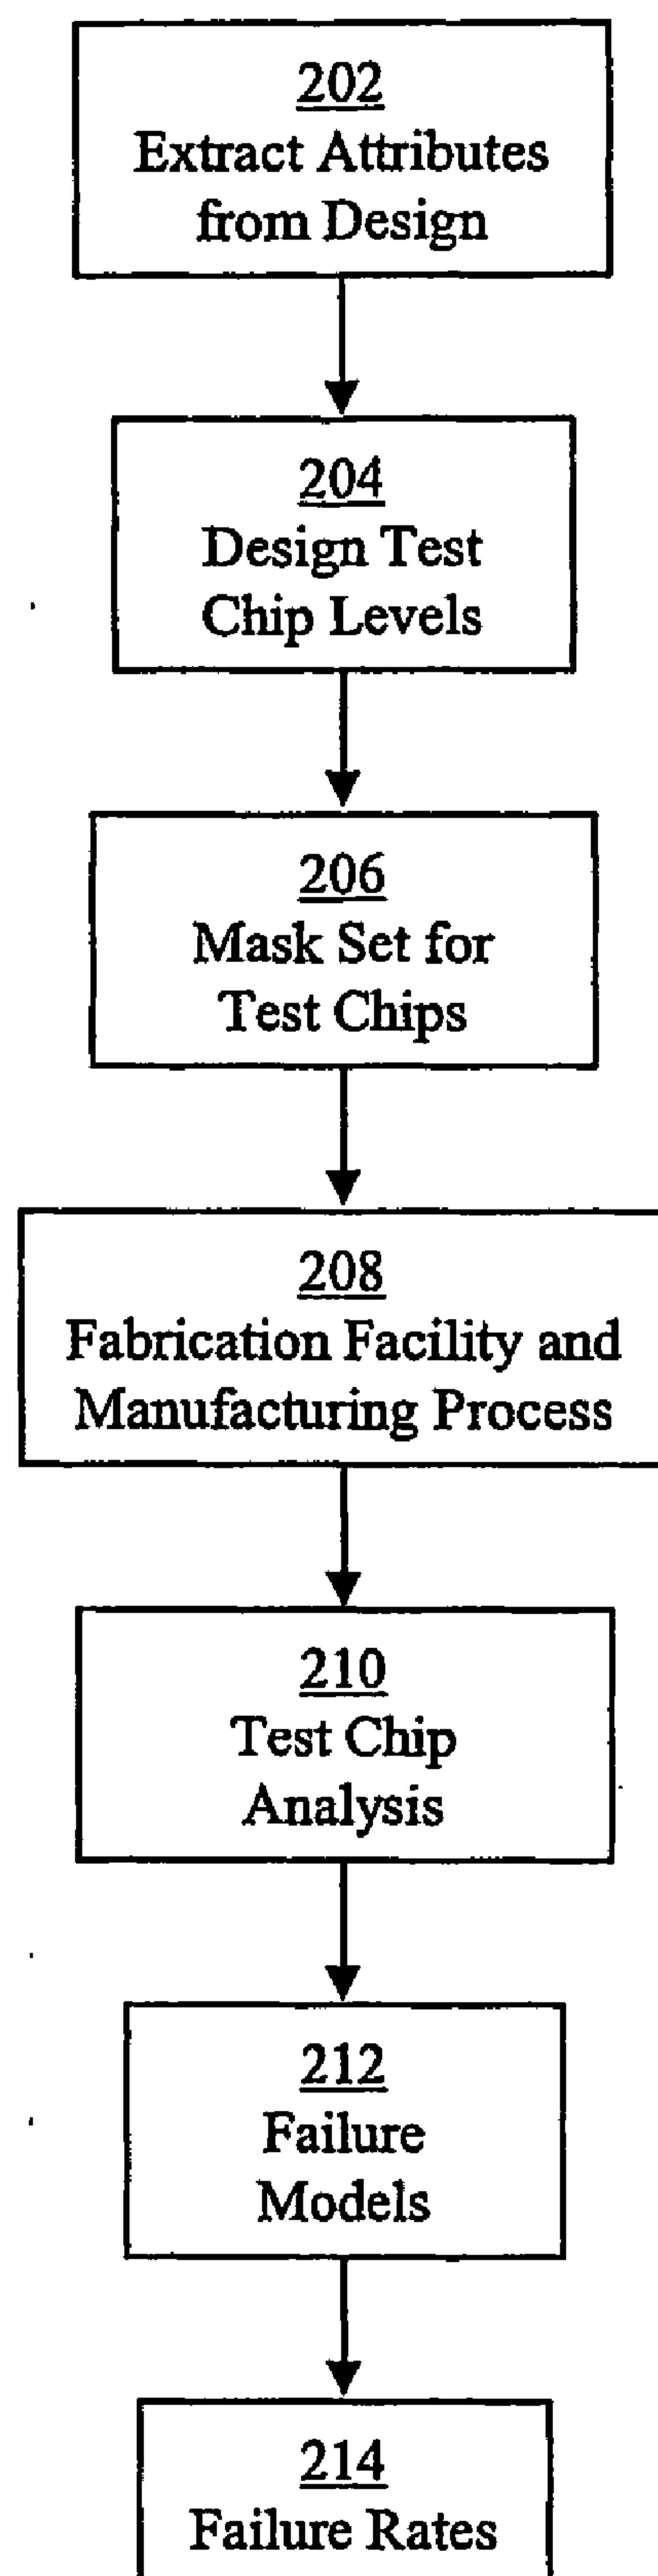 202
Extract Attributes
from Design
204
Design Test
Chip Levels
206
Mask Set for
Test Chips
208
Fabrication Facility and
Manufacturing Process
210
Test Chip
Analysis
212
Failure
Models
214
Failure Rates